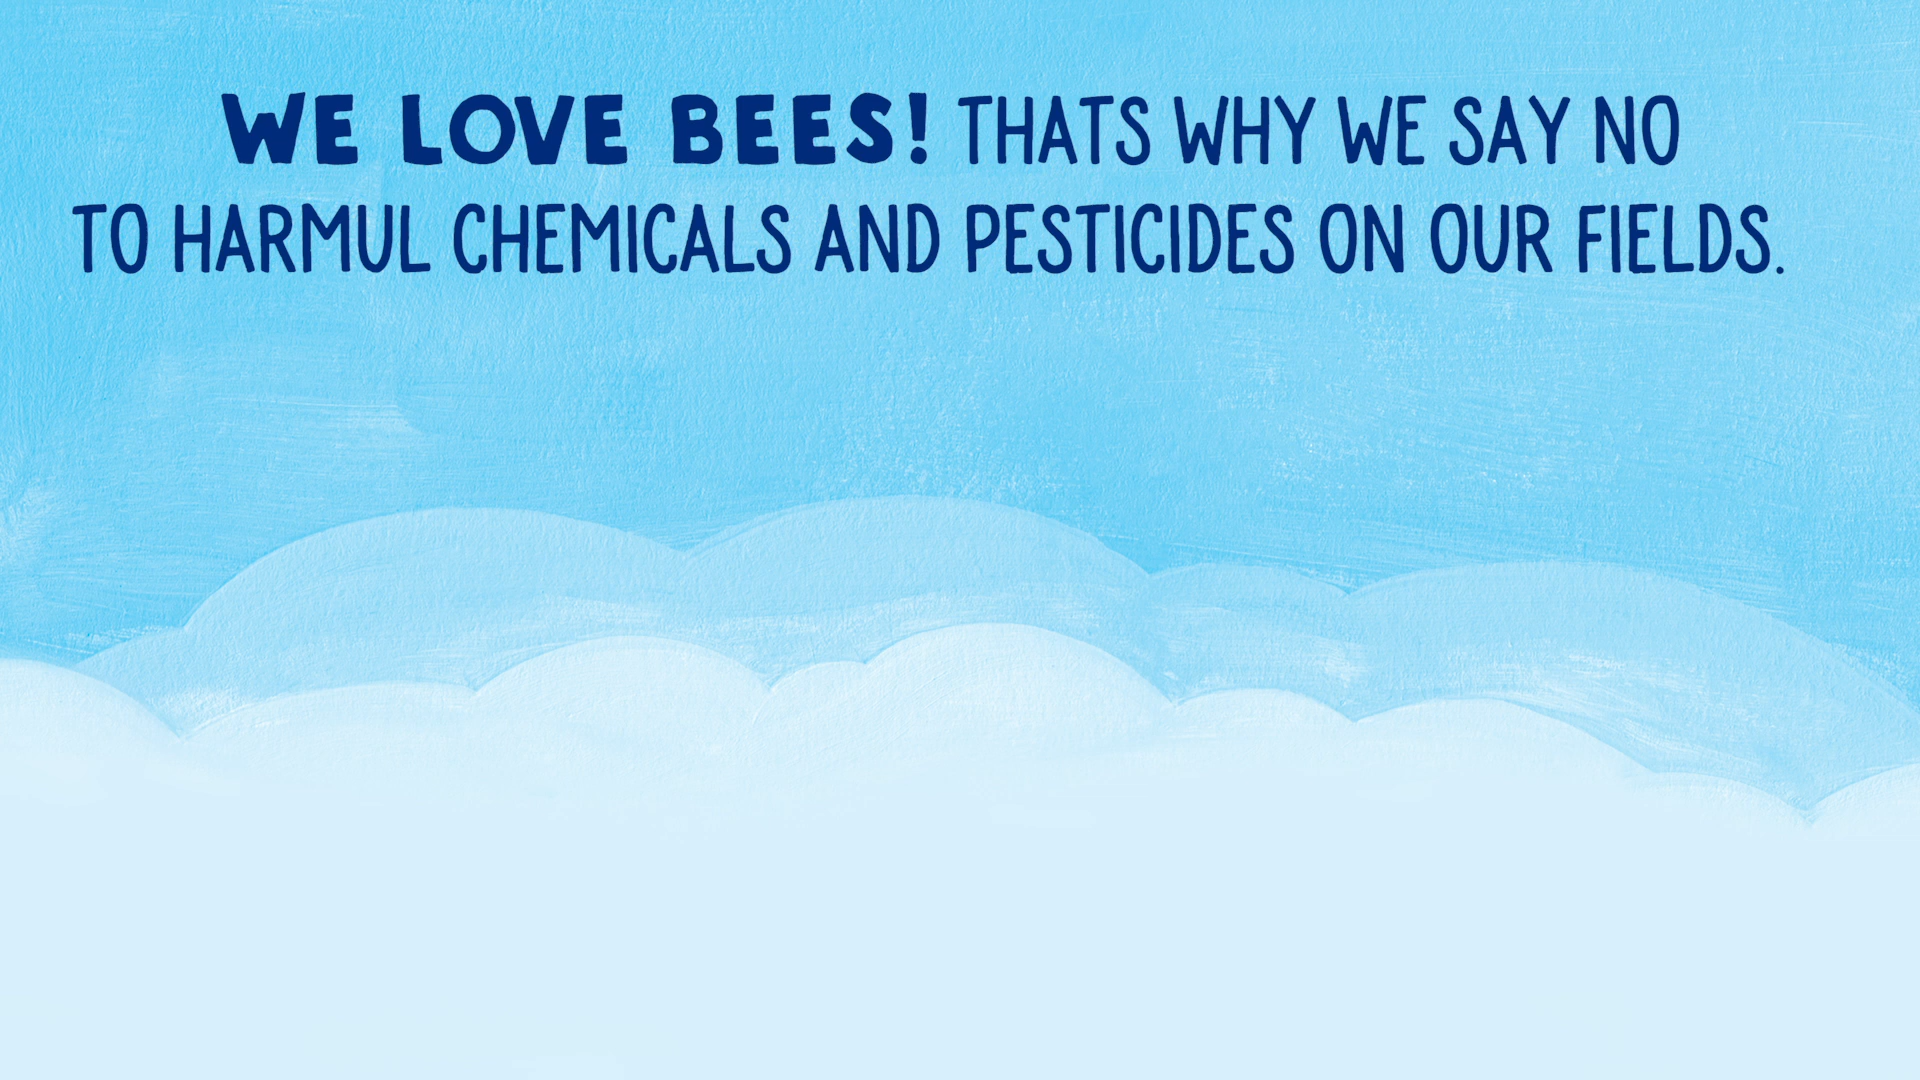 WE LOVE BEES! THATS WHY WE SAY NO
TO HARMUL CHEMICALS AND PESTICIDES ON OUR FIELDS.